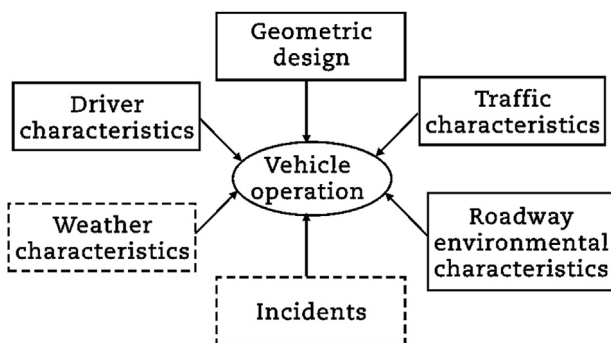 Geometric
design
Driver
characteristics
Traffic
characteristics
Vehicle
operation
Weather
characteristics
Roadway
environmental
characteristics
Incidents